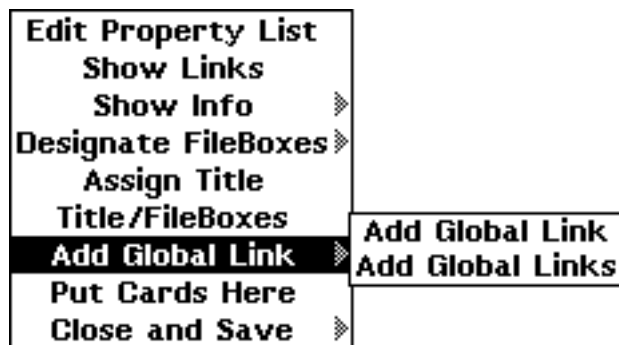 Edit Property List
Show Links
Show Info
Designate FileBoxes
Assign Title
Title/FileBoxes
Add Global Link
Put Cards Here
Close and Save
Add Global Link
Add Global Links